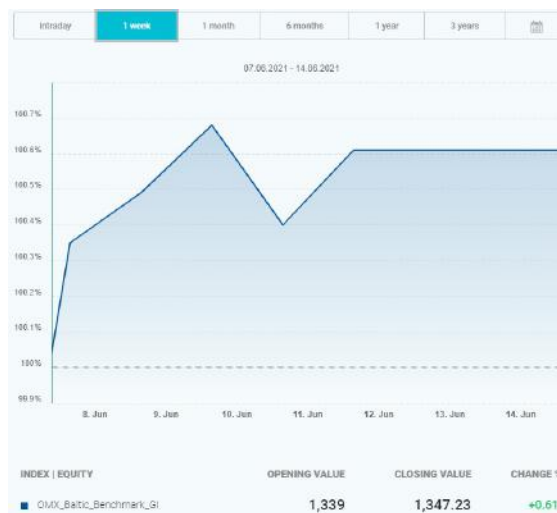 intraday 1 week 1 month 6 months 1 year 3 years
07.06.2021 - 14.06.2021
100.7%
100.6%
100.5%
100.4%
100.3%
100.2%
100.1%
100%
99.9%
8. Jun 9. Jun 10. Jun 11. Jun 12. Jun 13. Jun 14. Jun
INDEX | EQUITY OPENING VALUE CLOSING VALUE CHANGE
OMX_Baltic_Benchmark_GI 1,339 1,347.23 +0.61